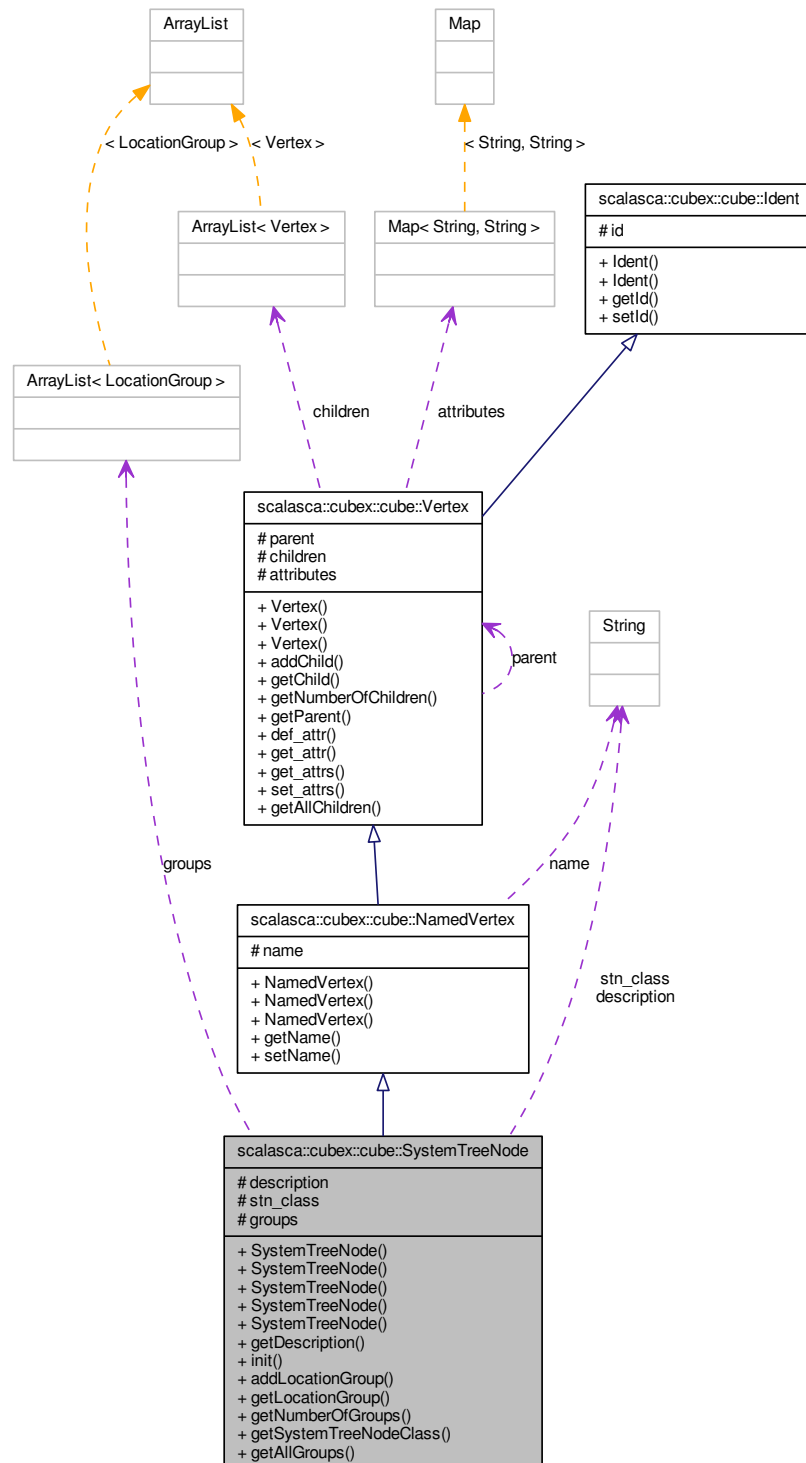 ArrayList
Map
< LocationGroup >
< Vertex >
< String, String >
scalasca::cubex::cube::Ident
# id
+ Ident()
+ Ident()
+ getId()
+ setId()
ArrayList< Vertex >
Map< String, String >
ArrayList< LocationGroup >
children
attributes
scalasca::cubex::cube::Vertex
# parent
# children
# attributes
+ Vertex()
+ Vertex()
+ Vertex()
+ addChild()
+ getChild()
+ getNumberOfChildren()
+ getParent()
+ def_attr()
+ get_attr()
+ get_attrs()
+ set_attrs()
+ getAllChildren()
parent
String
groups
name
scalasca::cubex::cube::NamedVertex
# name
+ NamedVertex()
+ NamedVertex()
+ NamedVertex()
+ getName()
+ setName()
stn_class
description
scalasca::cubex::cube::SystemTreeNode
# description
# stn_class
# groups
+ SystemTreeNode()
+ SystemTreeNode()
+ SystemTreeNode()
+ SystemTreeNode()
+ SystemTreeNode()
+ getDescription()
+ init()
+ addLocationGroup()
+ getLocationGroup()
+ getNumberOfGroups()
+ getSystemTreeNodeClass()
+ getAllGroups()